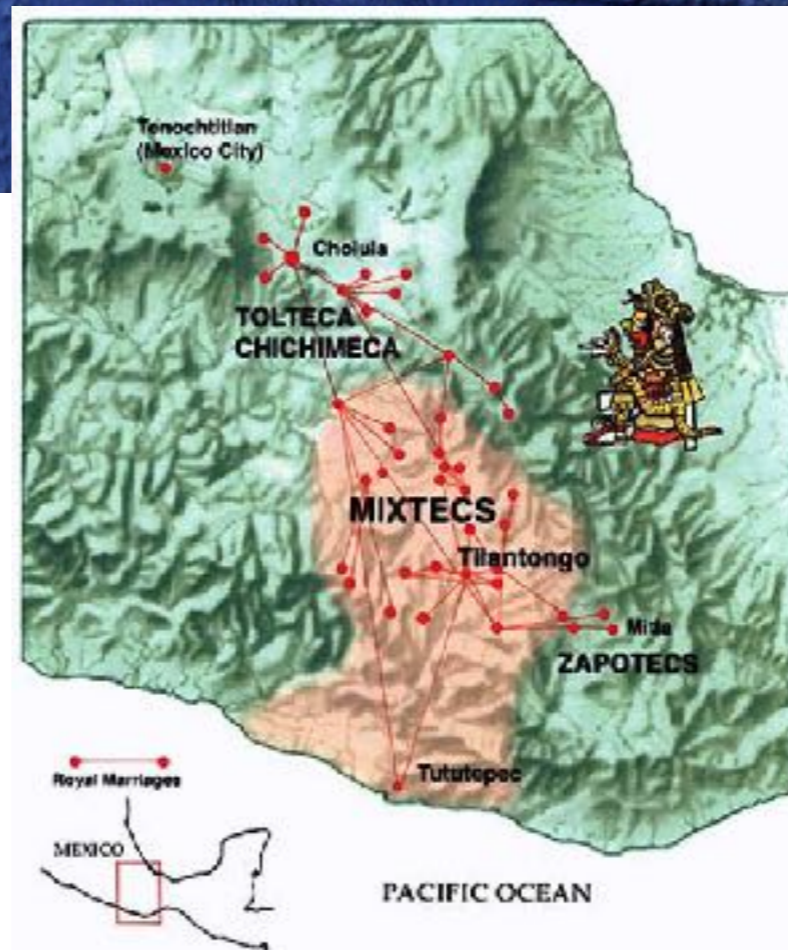 Tenochtitlan
(Mexico City)
Cholula
TOLTECA
CHICHIMECA
MIXTECS
Tilantongo
Mitla
ZAPOTECS
Tututepec
Royal Marriages
MEXICO
PACIFIC OCEAN